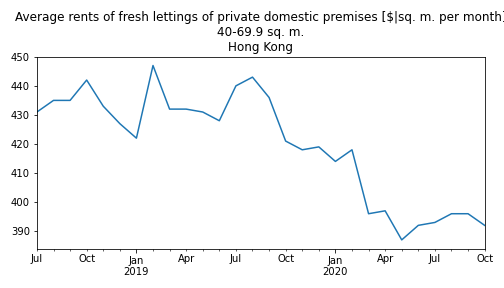 Average rents of fresh lettings of private domestic premises [$|sq. m. per month]
40-69.9 sq. m.
Hong Kong
450
440
430
420
410
400
390
Jul Oct Jan Apr Jul Oct Jan Apr Jul Oct
2019 2020